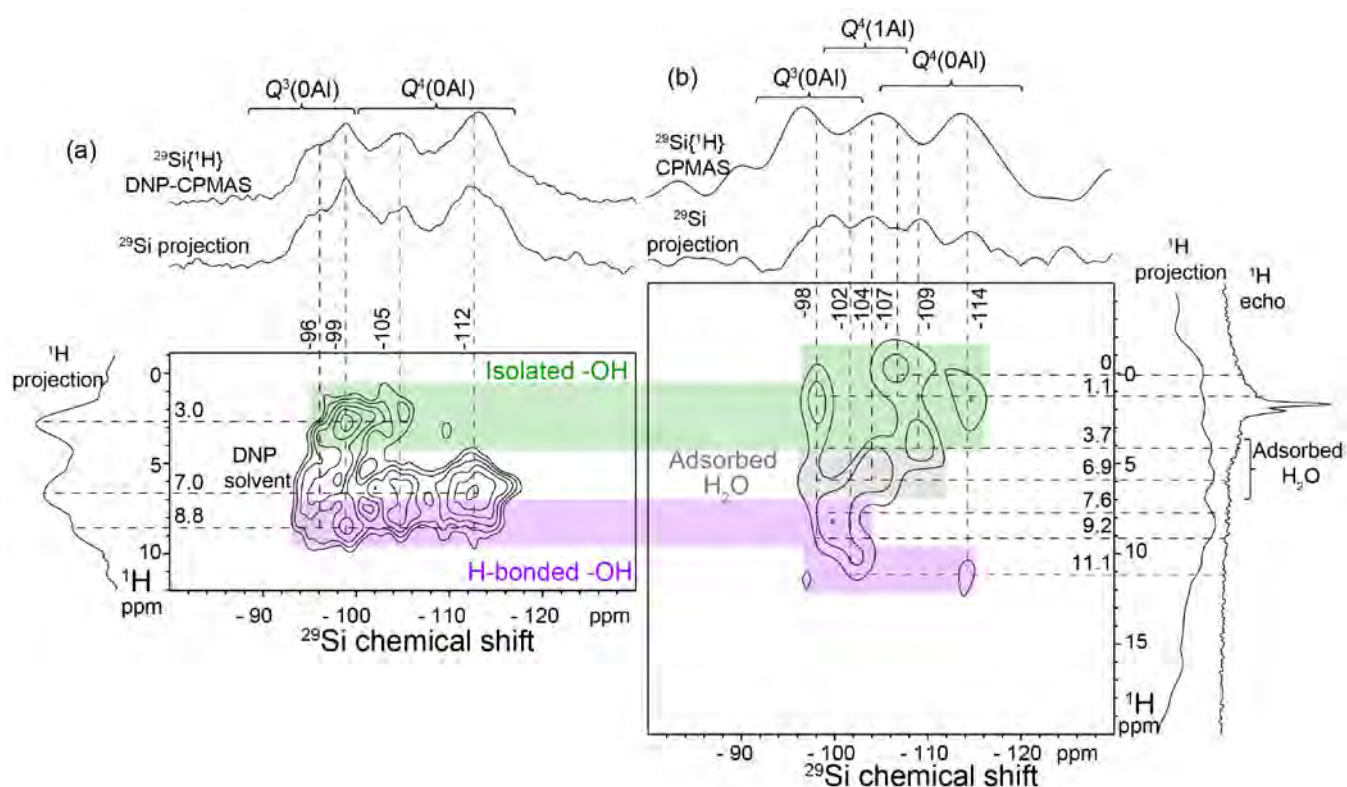 (a)
Q³(0Al)
Q⁴(0Al)
²⁹Si{¹H}
DNP-CPMAS
²⁹Si projection
-96
-99
-105
-112
¹H
projection
0
5
10
3.0
7.0
8.8
DNP
solvent
Isolated -OH
H-bonded -OH
¹H
ppm
- 90
- 100
- 110
- 120
ppm
²⁹Si chemical shift
(b)
Q⁴(1Al)
Q³(0Al)
Q⁴(0Al)
²⁹Si{¹H}
CPMAS
²⁹Si
projection
-98
-102
-104
-107
-109
-114
Adsorbed
H₂O
¹H
projection
¹H
echo
0
1.1
3.7
6.9
7.6
9.2
11.1
0
5
10
15
Adsorbed
H₂O
¹H
ppm
- 90
- 100
- 110
- 120
ppm
²⁹Si chemical shift